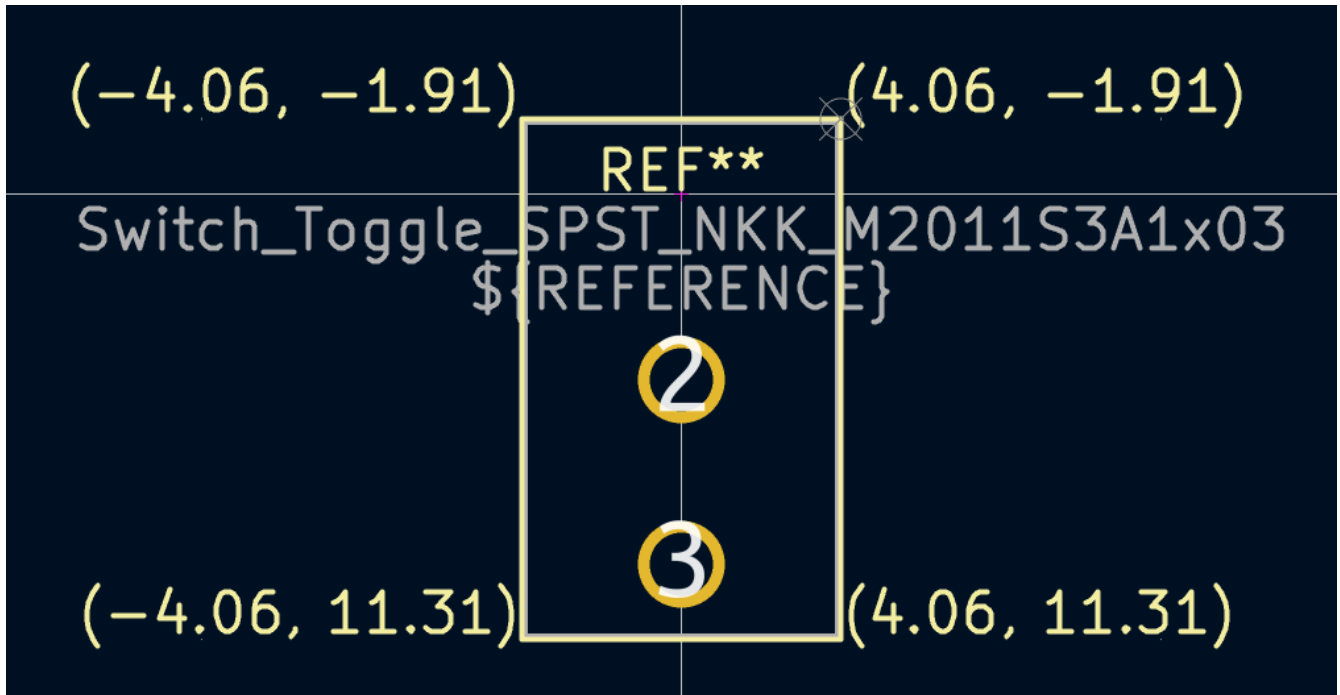 (-4.06, -1.91) (4.06, -1.91)
REF**
Switch_Toggle_SPST_NKK_M2011S3A1x03
${REFERENCE}
2
3
(-4.06, 11.31) (4.06, 11.31)